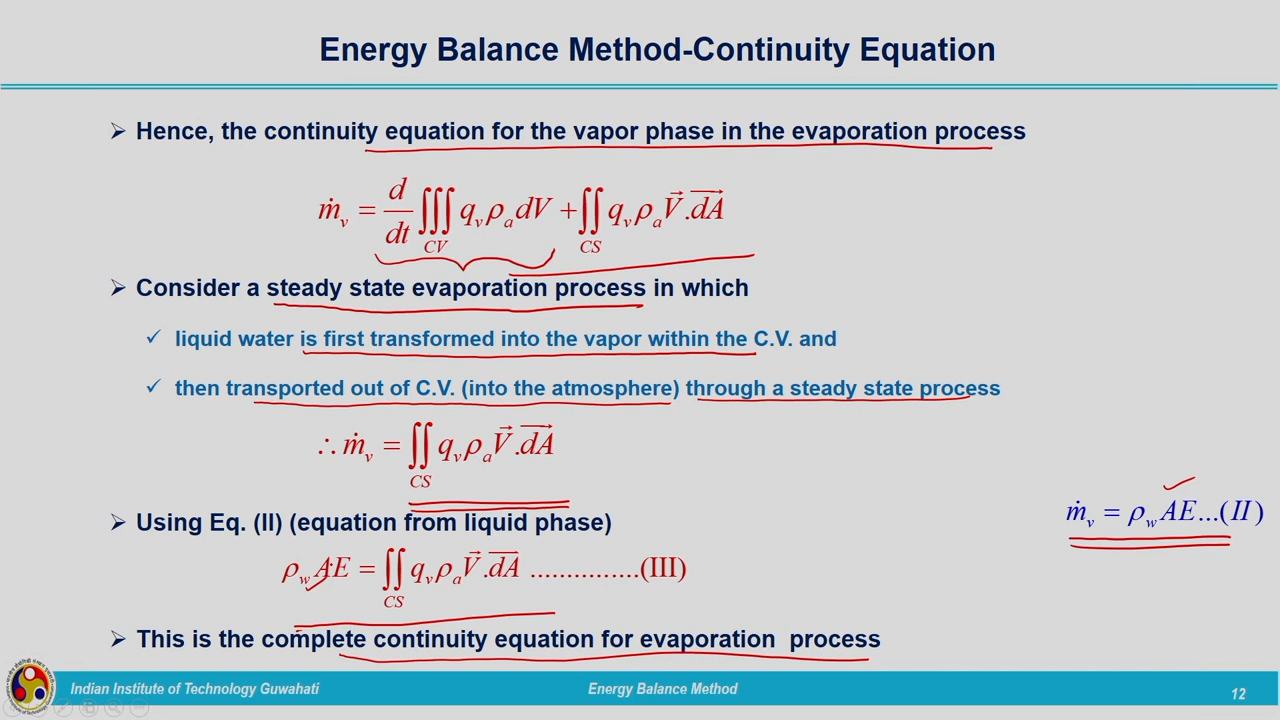 Energy Balance Method-Continuity Equation
➢ Hence, the continuity equation for the vapor phase in the evaporation process
ṁ_v = d/dt ∭_CV q_v ρ_a dV + ∬_CS q_v ρ_a V⃗.dA⃗
➢ Consider a steady state evaporation process in which
✓ liquid water is first transformed into the vapor within the C.V. and
✓ then transported out of C.V. (into the atmosphere) through a steady state process
∴ ṁ_v = ∬_CS q_v ρ_a V⃗.dA⃗
➢ Using Eq. (II) (equation from liquid phase)
ṁ_v = ρ_w AE...(II)
ρ_w AE = ∬_CS q_v ρ_a V⃗.dA⃗ ...............(III)
➢ This is the complete continuity equation for evaporation process
Indian Institute of Technology Guwahati
Energy Balance Method
12